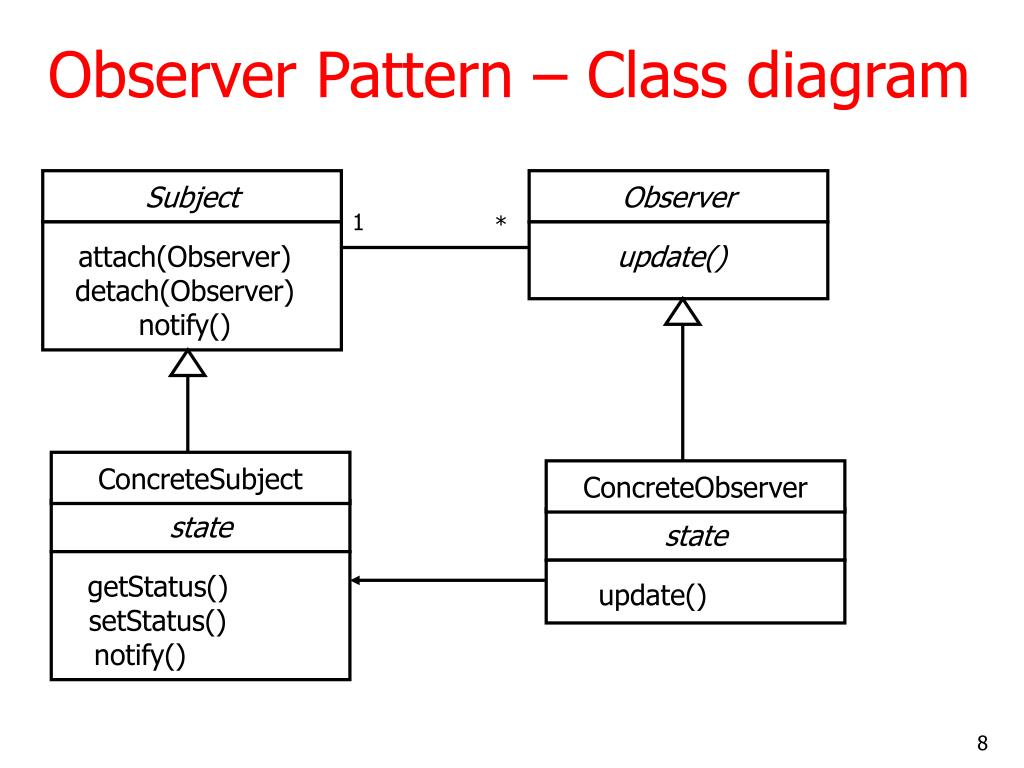 Observer Pattern – Class diagram
Subject
attach(Observer)
detach(Observer)
notify()
1
*
Observer
update()
ConcreteSubject
state
getStatus()
setStatus()
notify()
ConcreteObserver
state
update()
8